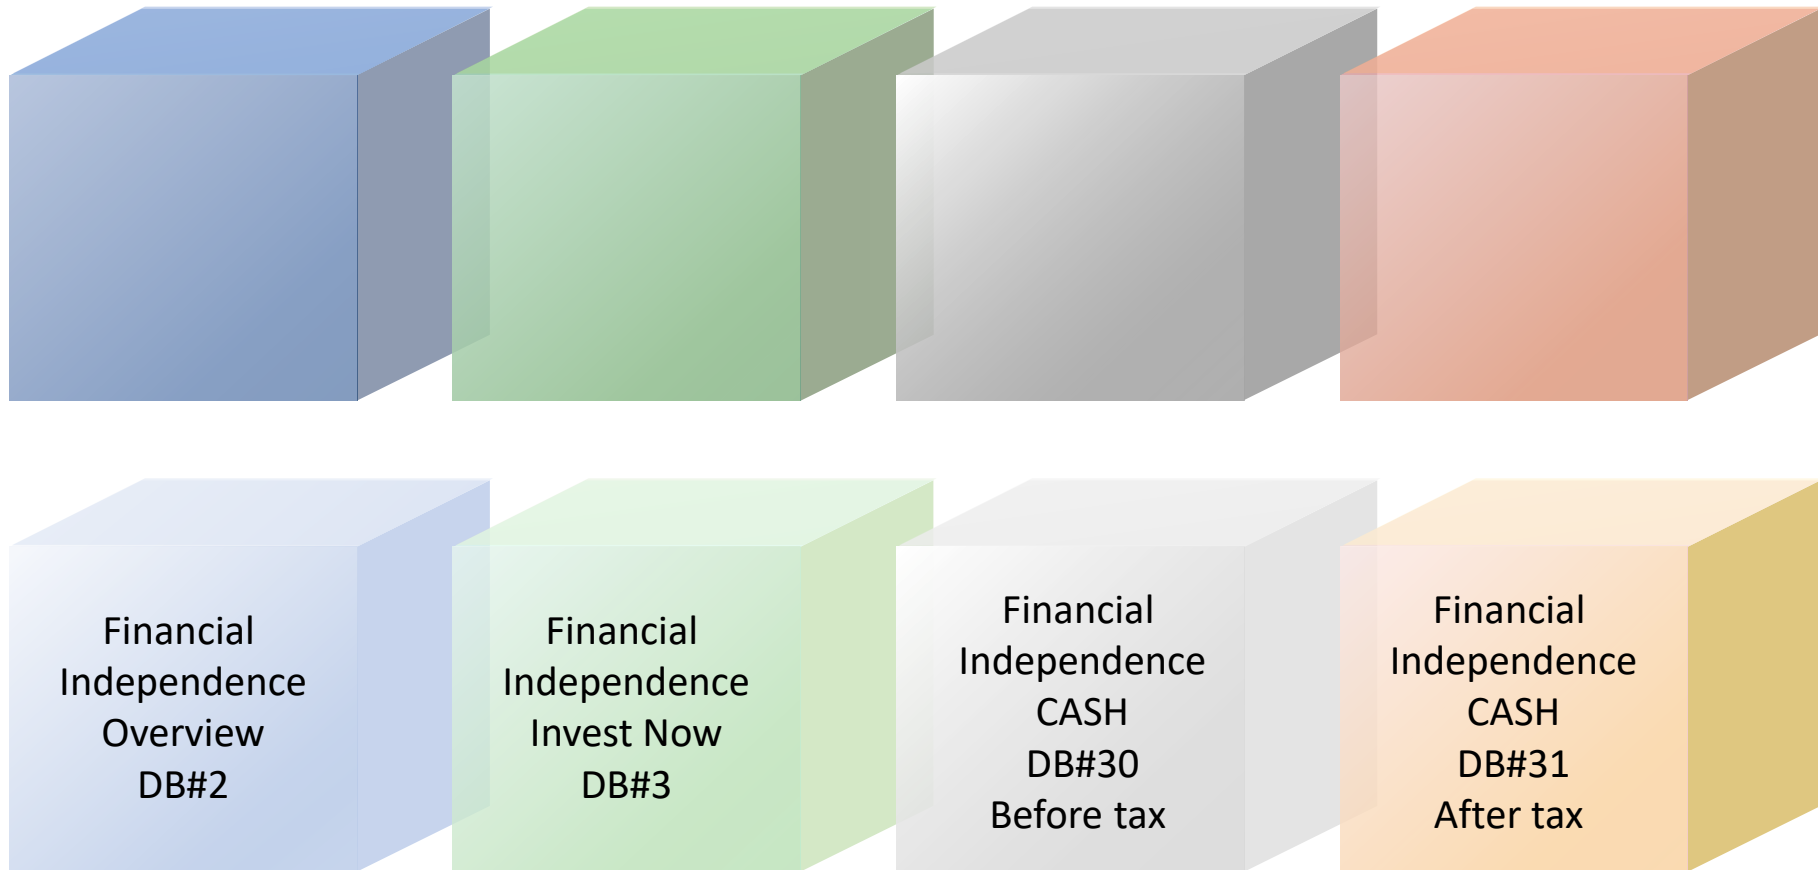 Financial
Independence
Overview
DB#2
Financial
Independence
Invest Now
DB#3
Financial
Independence
CASH
DB#30
Before tax
Financial
Independence
CASH
DB#31
After tax